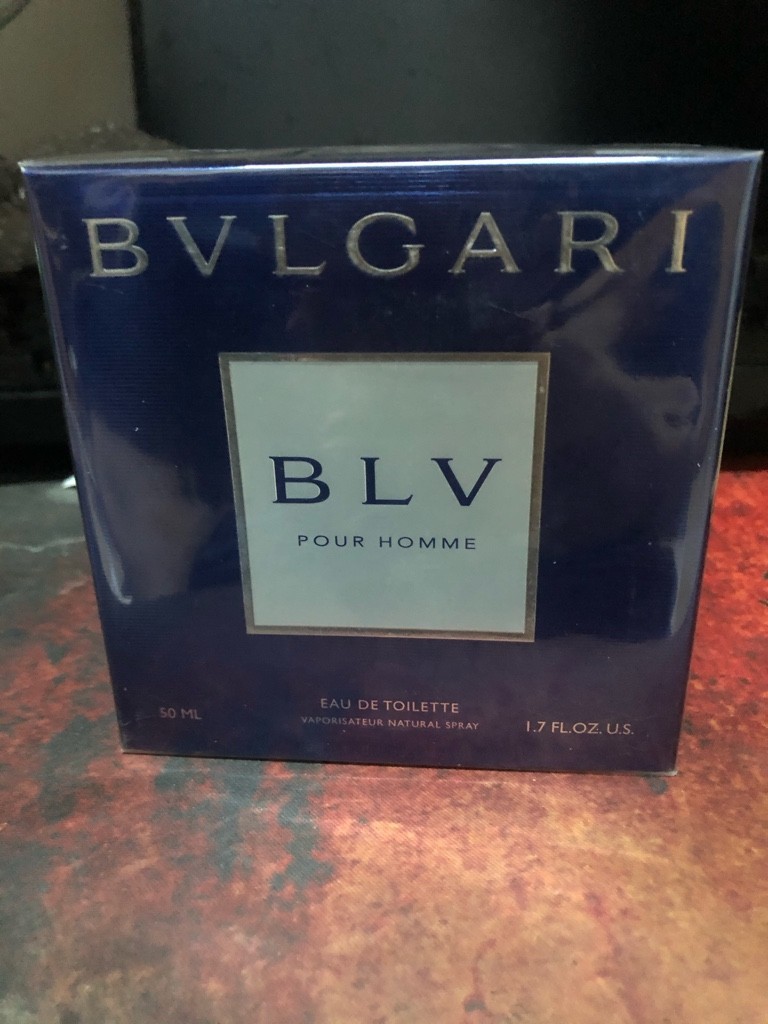 BVLGARI
BLV
POUR HOMME
EAU DE TOILETTE
50 ML
VAPORISATEUR NATURAL SPRAY
1.7 FL.OZ. U.S.